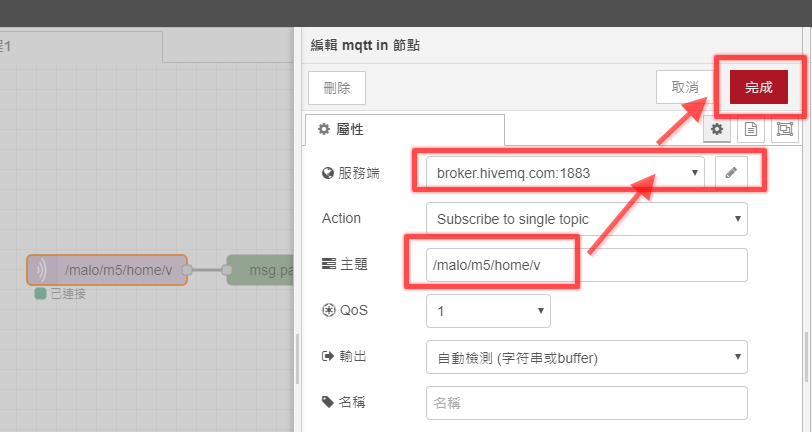 程1
編輯 mqtt in 節點
刪除
取消
完成
屬性
服務端
broker.hivemq.com:1883
Action
Subscribe to single topic
主題
/malo/m5/home/v
QoS
1
輸出
自動檢測 (字符串或buffer)
名稱
名稱
/malo/m5/home/v
msg.pa
已連接